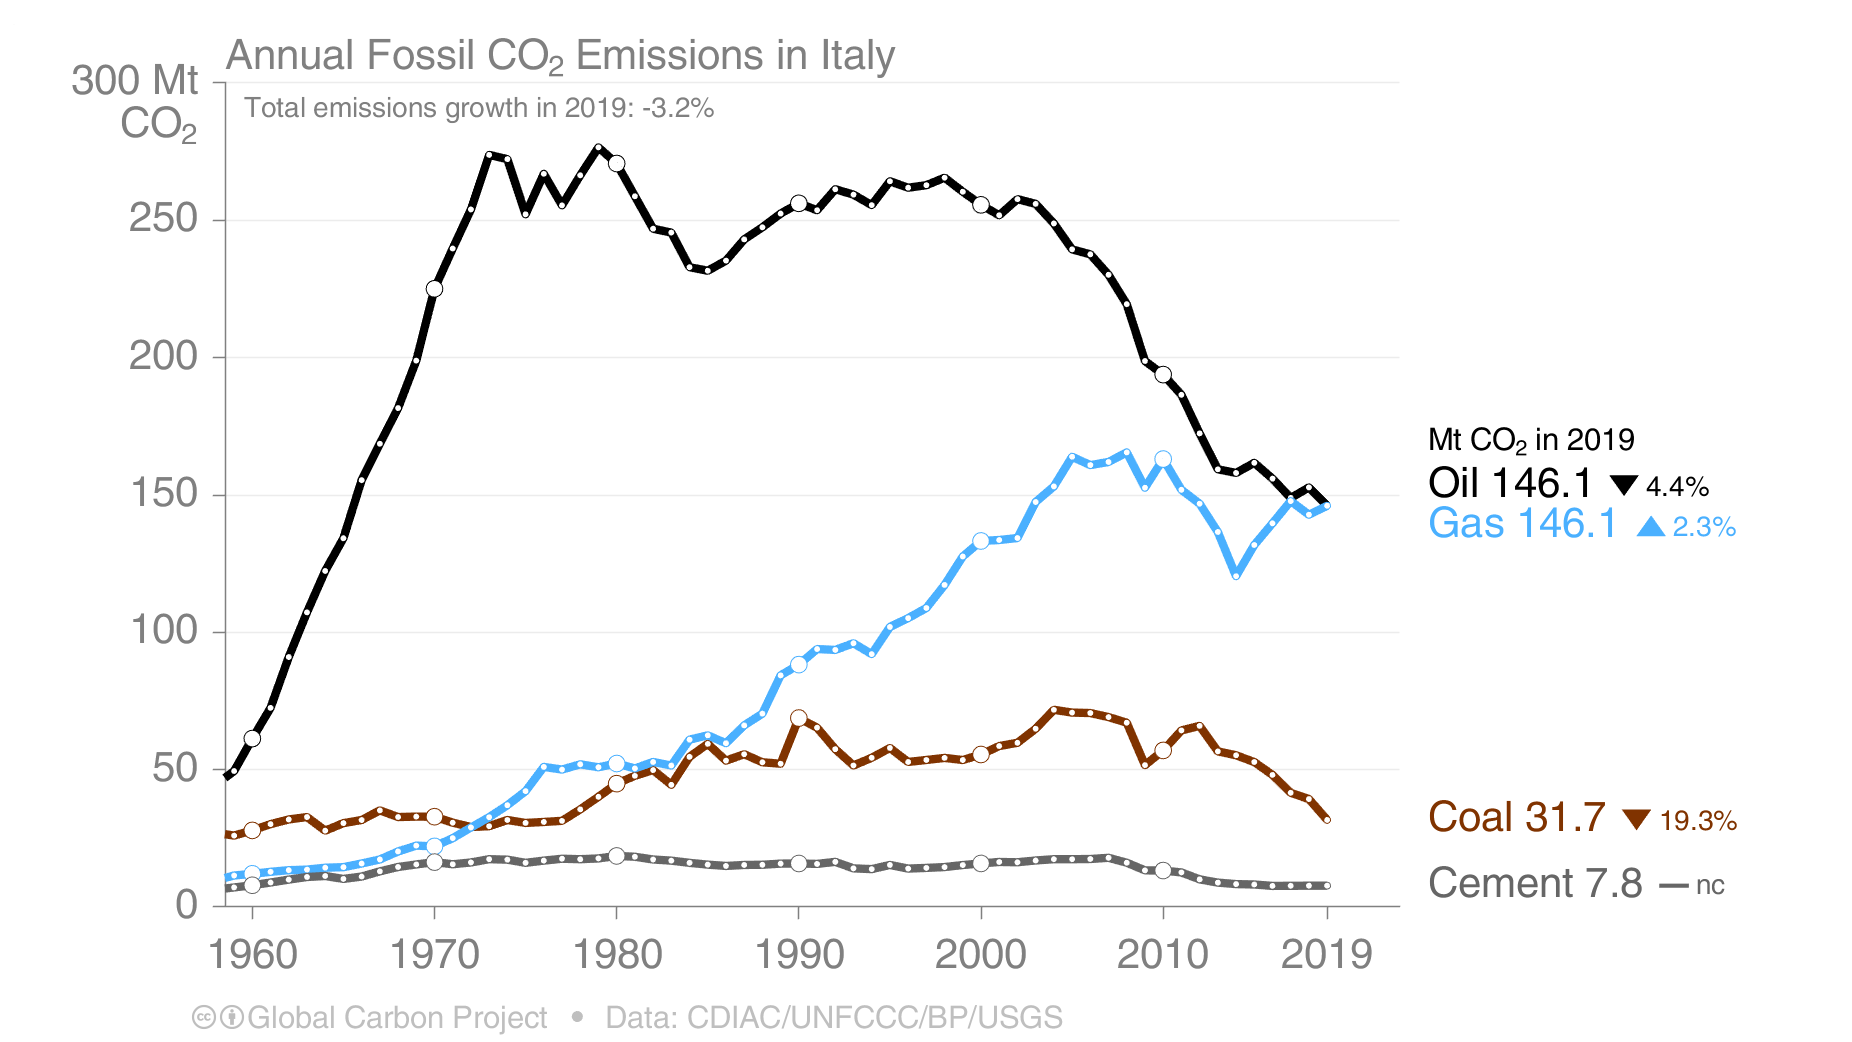 Annual Fossil CO₂ Emissions in Italy
300 Mt
CO₂
Total emissions growth in 2019: -3.2%
250
200
150
100
50
0
1960 1970 1980 1990 2000 2010 2019
Mt CO₂ in 2019
Oil 146.1 ▼ 4.4%
Gas 146.1 ▲ 2.3%
Coal 31.7 ▼ 19.3%
Cement 7.8 — nc
cc Global Carbon Project • Data: CDIAC/UNFCCC/BP/USGS